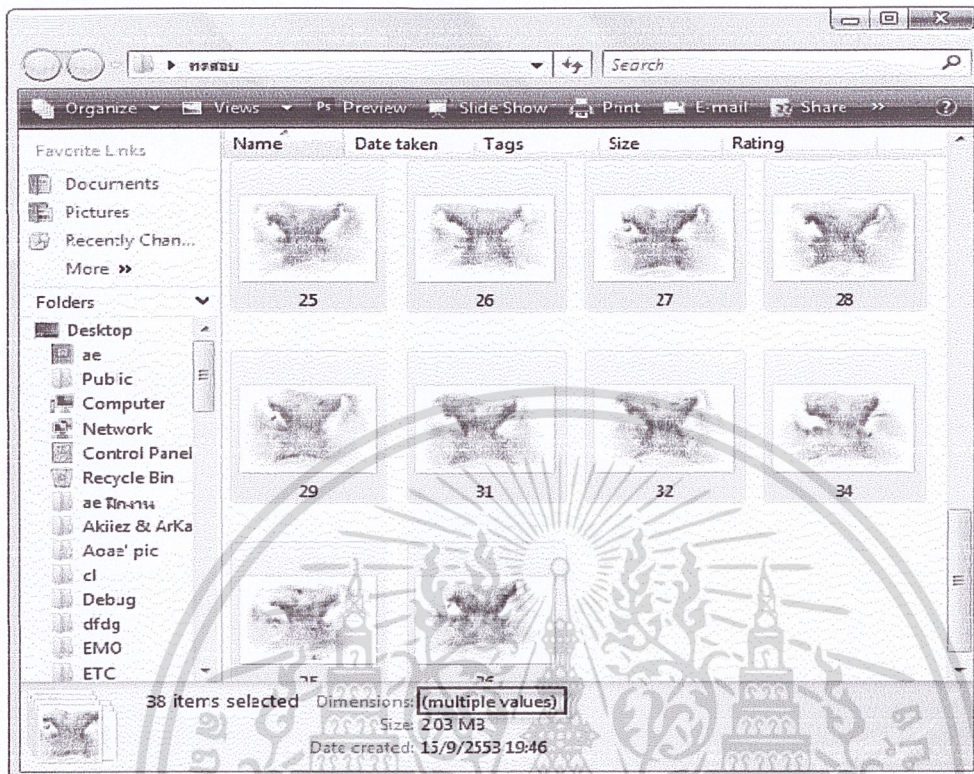 ทดสอบ
Search
Organize Views Preview Slide Show Print E-mail Share »
Favorite Links
Documents
Pictures
Recently Chan...
More »
Folders
Desktop
ae
Public
Computer
Network
Control Panel
Recycle Bin
ae ฝึกงาน
Akiiez & ArKa
Aoae' pic
cl
Debug
dfdg
EMO
ETC
Name Date taken Tags Size Rating
25 26 27 28
29 31 32 34
35 36
38 items selected Dimensions: (multiple values)
Size: 2.03 MB
Date created: 15/9/2553 19:46